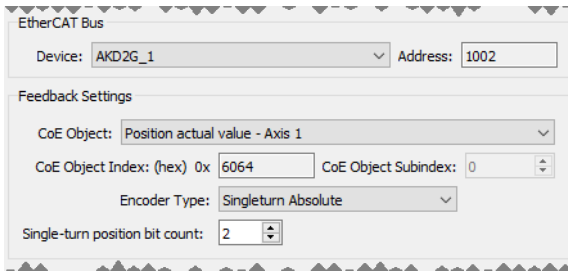 EtherCAT Bus
Device: AKD2G_1 Address: 1002
Feedback Settings
CoE Object: Position actual value - Axis 1
CoE Object Index: (hex) 0x 6064 CoE Object Subindex: 0
Encoder Type: Singleturn Absolute
Single-turn position bit count: 2